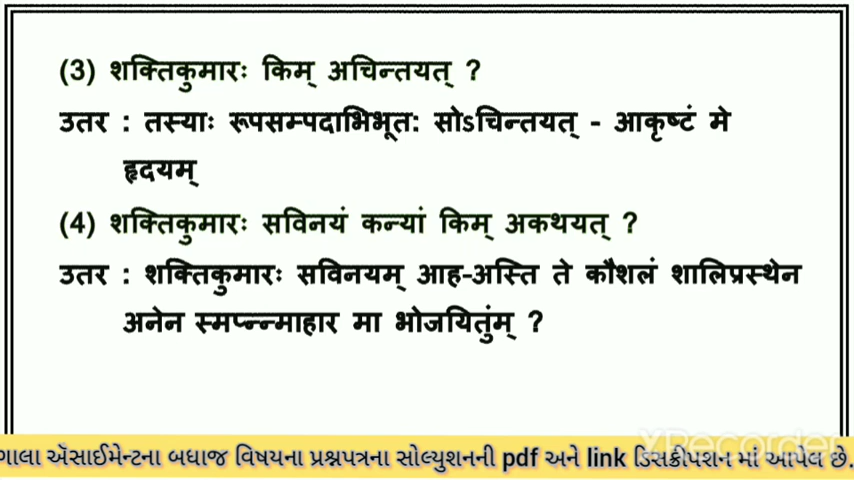 (3) शक्तिकुमारः किम् अचिन्तयत् ?
उतर : तस्याः रूपसम्पदाभिभूत: सोऽचिन्तयत् - आकृष्टं मे
हृदयम्
(4) शक्तिकुमारः सविनयं कन्यां किम् अकथयत् ?
उतर : शक्तिकुमारः सविनयम् आह-अस्ति ते कौशलं शालिप्रस्थेन
अनेन स्मप्न्न्माहार मा भोजयितुंम् ?
XRecorder
ગાલા ઍસાઈમેન્ટના બધાજ વિષયના પ્રશ્નપત્રના સોલ્યુશનની pdf અને link ડિસક્રીપશન માં આપેલ છે.